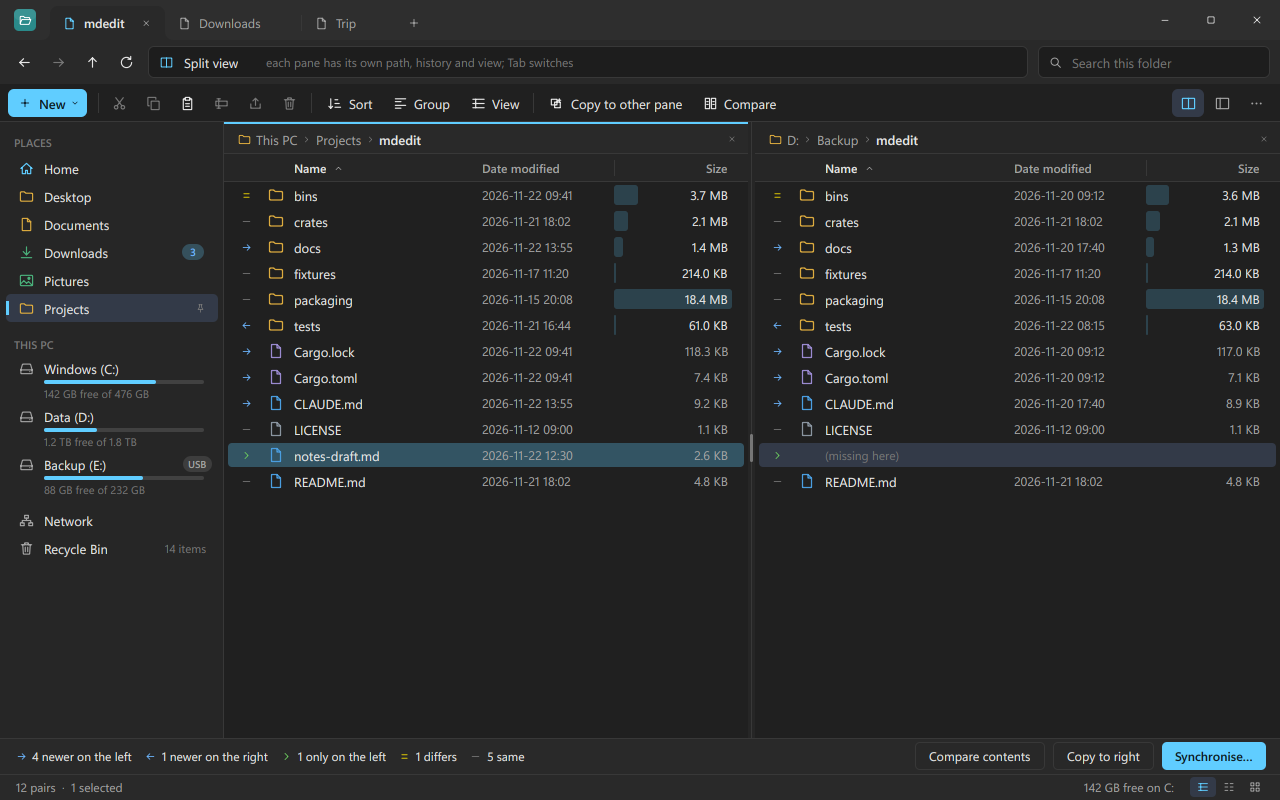 mdedit
Downloads
Trip
Split view each pane has its own path, history and view; Tab switches
Search this folder
New
Sort
Group
View
Copy to other pane
Compare
PLACES
Home
Desktop
Documents
Downloads 3
Pictures
Projects
THIS PC
Windows (C:)
142 GB free of 476 GB
Data (D:)
1.2 TB free of 1.8 TB
Backup (E:) USB
88 GB free of 232 GB
Network
Recycle Bin 14 items
This PC > Projects > mdedit
Name Date modified Size
= bins 2026-11-22 09:41 3.7 MB
— crates 2026-11-21 18:02 2.1 MB
→ docs 2026-11-22 13:55 1.4 MB
— fixtures 2026-11-17 11:20 214.0 KB
— packaging 2026-11-15 20:08 18.4 MB
← tests 2026-11-21 16:44 61.0 KB
→ Cargo.lock 2026-11-22 09:41 118.3 KB
→ Cargo.toml 2026-11-22 09:41 7.4 KB
→ CLAUDE.md 2026-11-22 13:55 9.2 KB
— LICENSE 2026-11-12 09:00 1.1 KB
> notes-draft.md 2026-11-22 12:30 2.6 KB
— README.md 2026-11-21 18:02 4.8 KB
D: > Backup > mdedit
Name Date modified Size
= bins 2026-11-20 09:12 3.6 MB
— crates 2026-11-21 18:02 2.1 MB
→ docs 2026-11-20 17:40 1.3 MB
— fixtures 2026-11-17 11:20 214.0 KB
— packaging 2026-11-15 20:08 18.4 MB
← tests 2026-11-22 08:15 63.0 KB
→ Cargo.lock 2026-11-20 09:12 117.0 KB
→ Cargo.toml 2026-11-20 09:12 7.1 KB
→ CLAUDE.md 2026-11-20 17:40 8.9 KB
— LICENSE 2026-11-12 09:00 1.1 KB
> (missing here)
— README.md 2026-11-21 18:02 4.8 KB
→ 4 newer on the left ← 1 newer on the right > 1 only on the left = 1 differs — 5 same
Compare contents
Copy to right
Synchronise...
12 pairs · 1 selected
142 GB free on C: